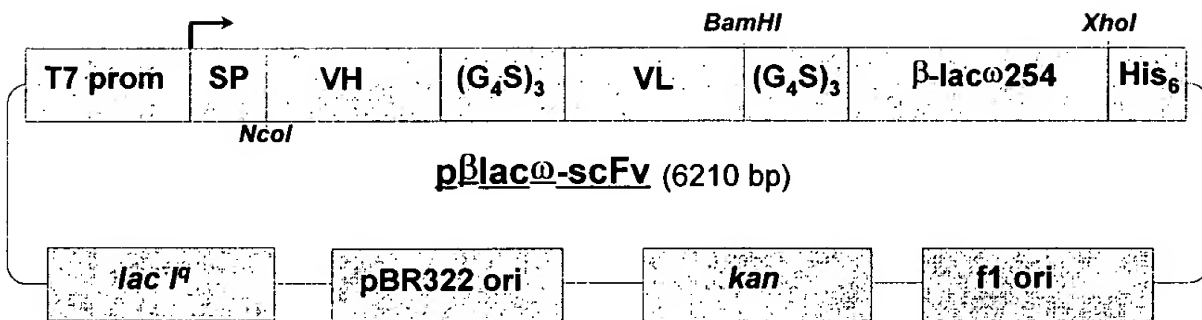 BamHI XhoI
T7 prom SP VH (G₄S)₃ VL (G₄S)₃ β-lacω254 His₆
NcoI
pβlacω-scFv (6210 bp)
lac Iq pBR322 ori kan f1 ori